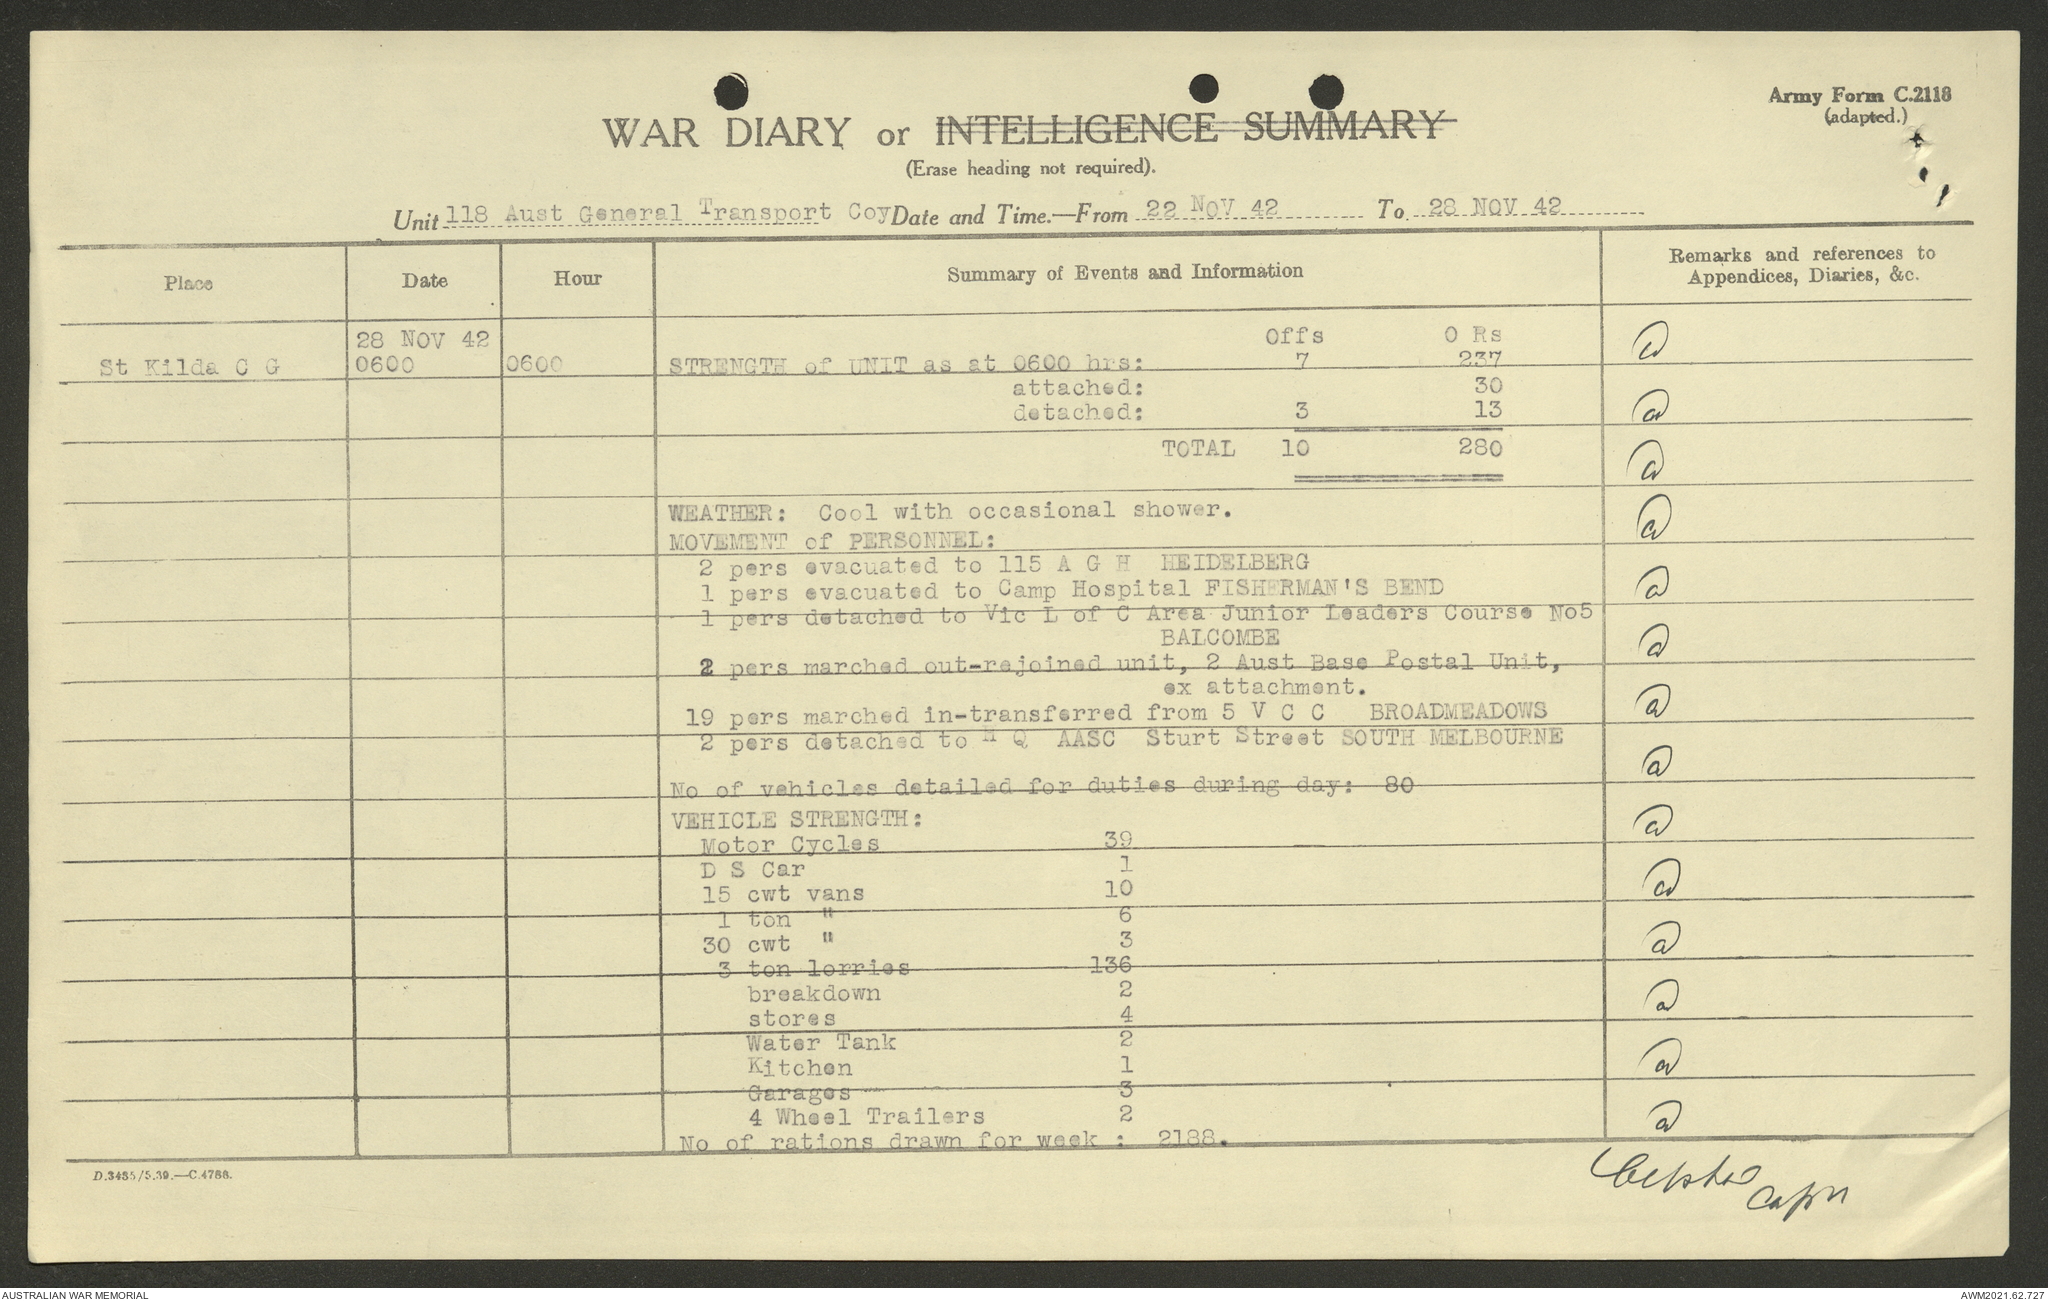 Army Form C.2118
(adapted.)
WAR DIARY or INTELLIGENCE SUMMARY
(Erase heading not required).
Unit 118 Aust General Transport Coy Date and Time.—From 22 NOV 42 To 28 NOV 42
Place Date Hour Summary of Events and Information Remarks and references to Appendices, Diaries, &c.
28 NOV 42 Offs O Rs
St Kilda C G 0600 0600 STRENGTH of UNIT as at 0600 hrs: 7 237
attached: 30
detached: 3 13
TOTAL 10 280
WEATHER: Cool with occasional shower.
MOVEMENT of PERSONNEL:
2 pers evacuated to 115 A G H HEIDELBERG
1 pers evacuated to Camp Hospital FISHERMAN'S BEND
1 pers detached to Vic L of C Area Junior Leaders Course No5
BALCOMBE
2 pers marched out-rejoined unit, 2 Aust Base Postal Unit,
ex attachment.
19 pers marched in-transferred from 5 V C C BROADMEADOWS
2 pers detached to H Q AASC Sturt Street SOUTH MELBOURNE
No of vehicles detailed for duties during day: 80
VEHICLE STRENGTH:
Motor Cycles 39
D S Car 1
15 cwt vans 10
1 ton " 6
30 cwt " 3
3 ton lorries 136
breakdown 2
stores 4
Water Tank 2
Kitchen 1
Garages 3
4 Wheel Trailers 2
No of rations drawn for week : 2188.
D.3485/5.39.—C.4788.
Capn
AUSTRALIAN WAR MEMORIAL
AWM2021.62.727